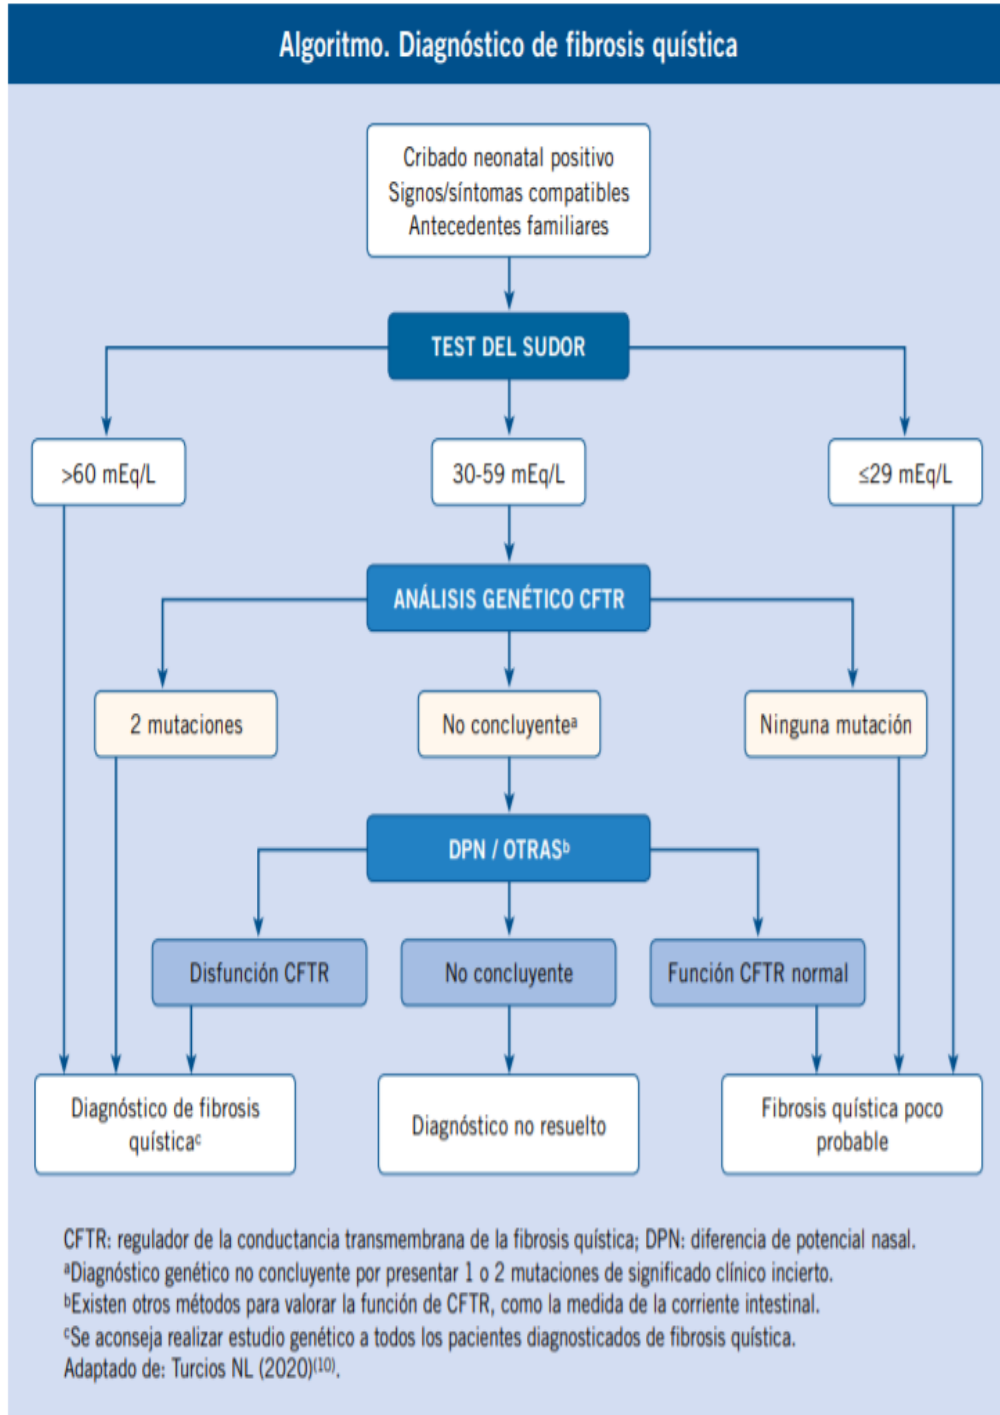 Algoritmo. Diagnóstico de fibrosis quística
Cribado neonatal positivo
Signos/síntomas compatibles
Antecedentes familiares
TEST DEL SUDOR
>60 mEq/L
30-59 mEq/L
≤29 mEq/L
ANÁLISIS GENÉTICO CFTR
2 mutaciones
No concluyenteᵃ
Ninguna mutación
DPN / OTRASᵇ
Disfunción CFTR
No concluyente
Función CFTR normal
Diagnóstico de fibrosis
quísticaᶜ
Diagnóstico no resuelto
Fibrosis quística poco
probable
CFTR: regulador de la conductancia transmembrana de la fibrosis quística; DPN: diferencia de potencial nasal.
ᵃDiagnóstico genético no concluyente por presentar 1 o 2 mutaciones de significado clínico incierto.
ᵇExisten otros métodos para valorar la función de CFTR, como la medida de la corriente intestinal.
ᶜSe aconseja realizar estudio genético a todos los pacientes diagnosticados de fibrosis quística.
Adaptado de: Turcios NL (2020)⁽¹⁰⁾.